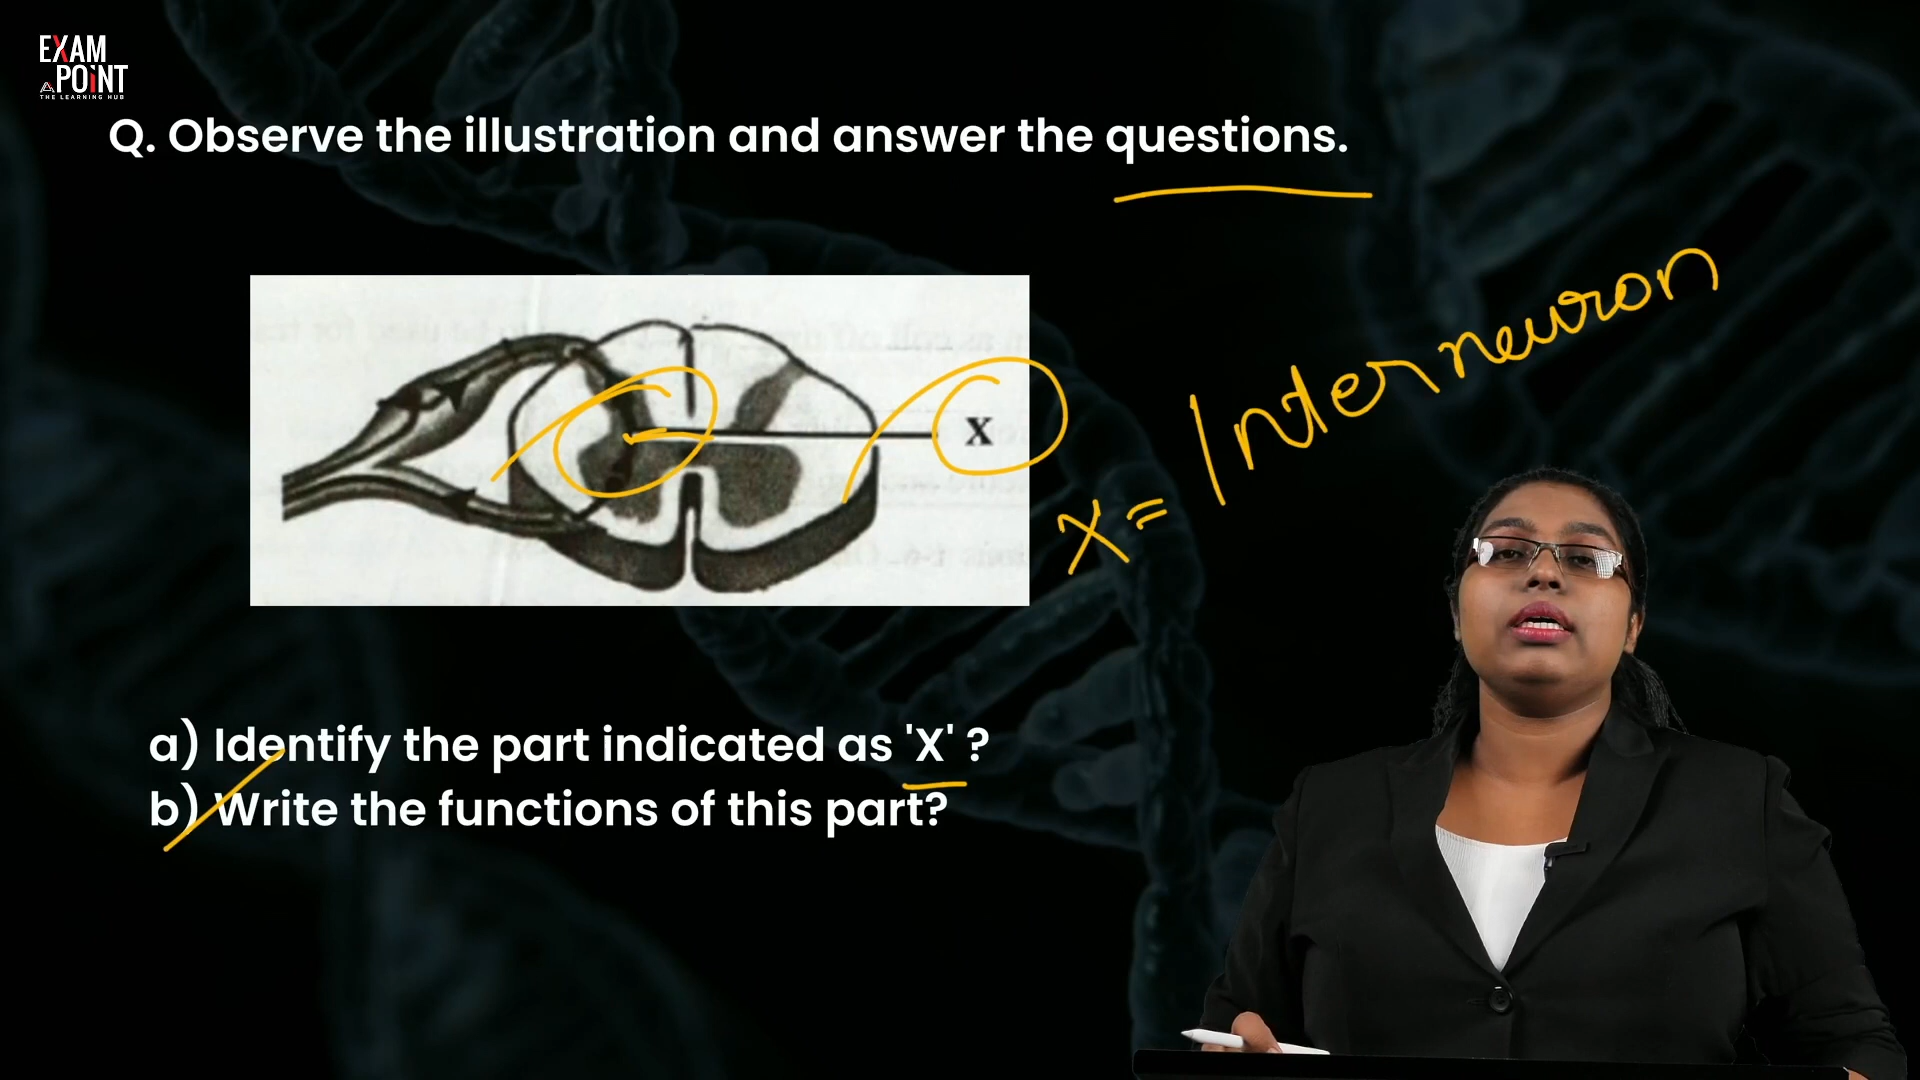 EXAM
POINT
THE LEARNING HUB
Q. Observe the illustration and answer the questions.
X
X = Interneuron
a) Identify the part indicated as 'X' ?
b) Write the functions of this part?